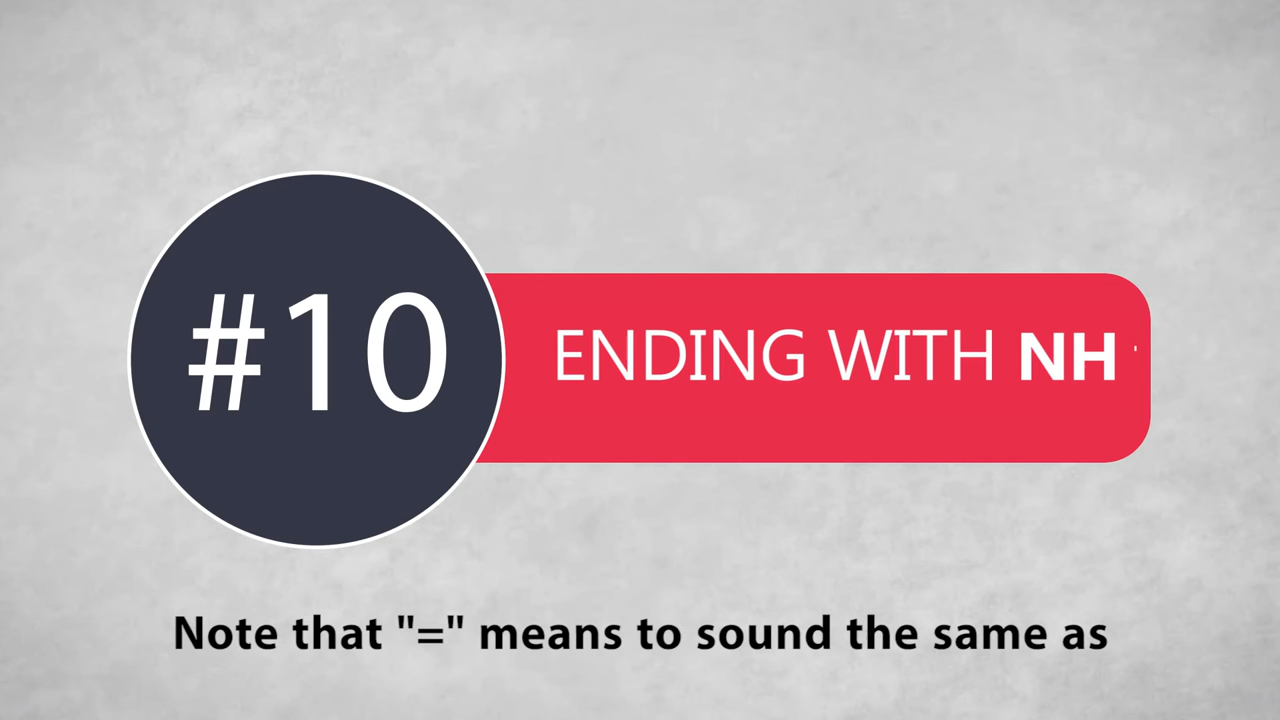 #10
ENDING WITH NH
Note that "=" means to sound the same as